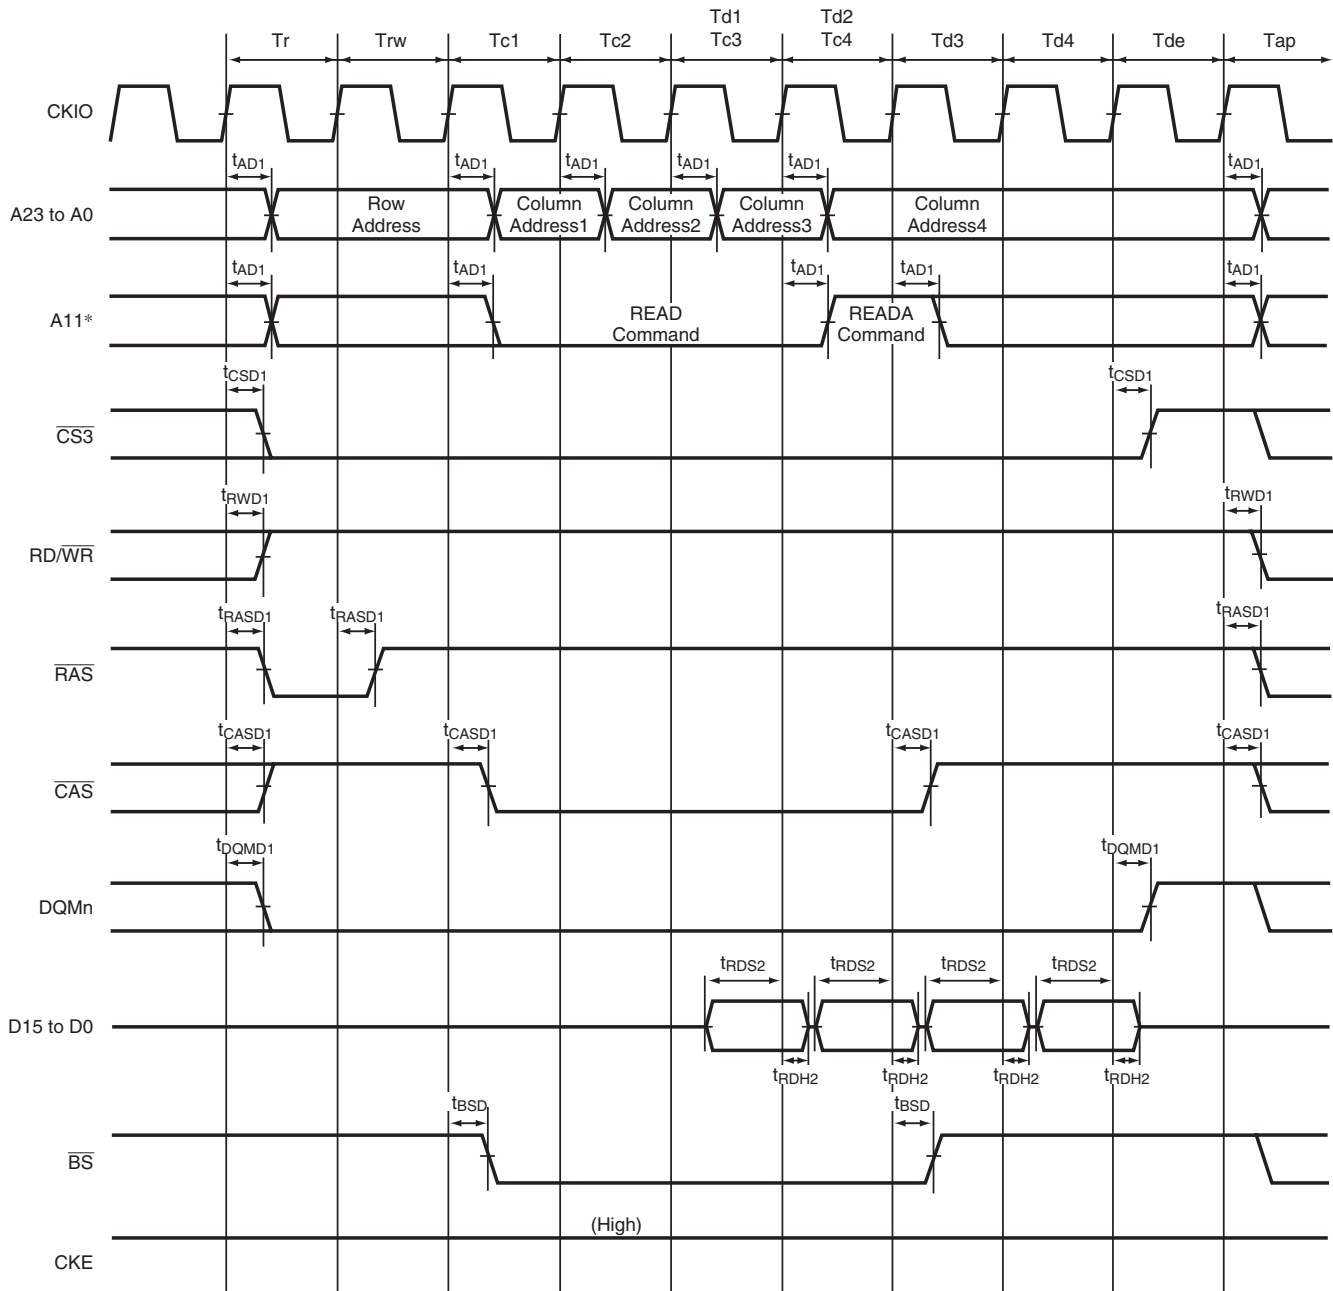 Td1 Td2
Tr Trw Tc1 Tc2 Tc3 Tc4 Td3 Td4 Tde Tap
CKIO
tAD1 tAD1 tAD1 tAD1 tAD1 tAD1
A23 to A0
Row Address
Column Address1
Column Address2
Column Address3
Column Address4
tAD1 tAD1 tAD1 tAD1 tAD1
A11*
READ Command
READA Command
tCSD1 tCSD1
CS3
tRWD1 tRWD1
RD/WR
tRASD1 tRASD1 tRASD1
RAS
tCASD1 tCASD1 tCASD1 tCASD1
CAS
tDQMD1 tDQMD1
DQMn
tRDS2 tRDS2 tRDS2 tRDS2
D15 to D0
tRDH2 tRDH2 tRDH2 tRDH2
tBSD tBSD
BS
(High)
CKE